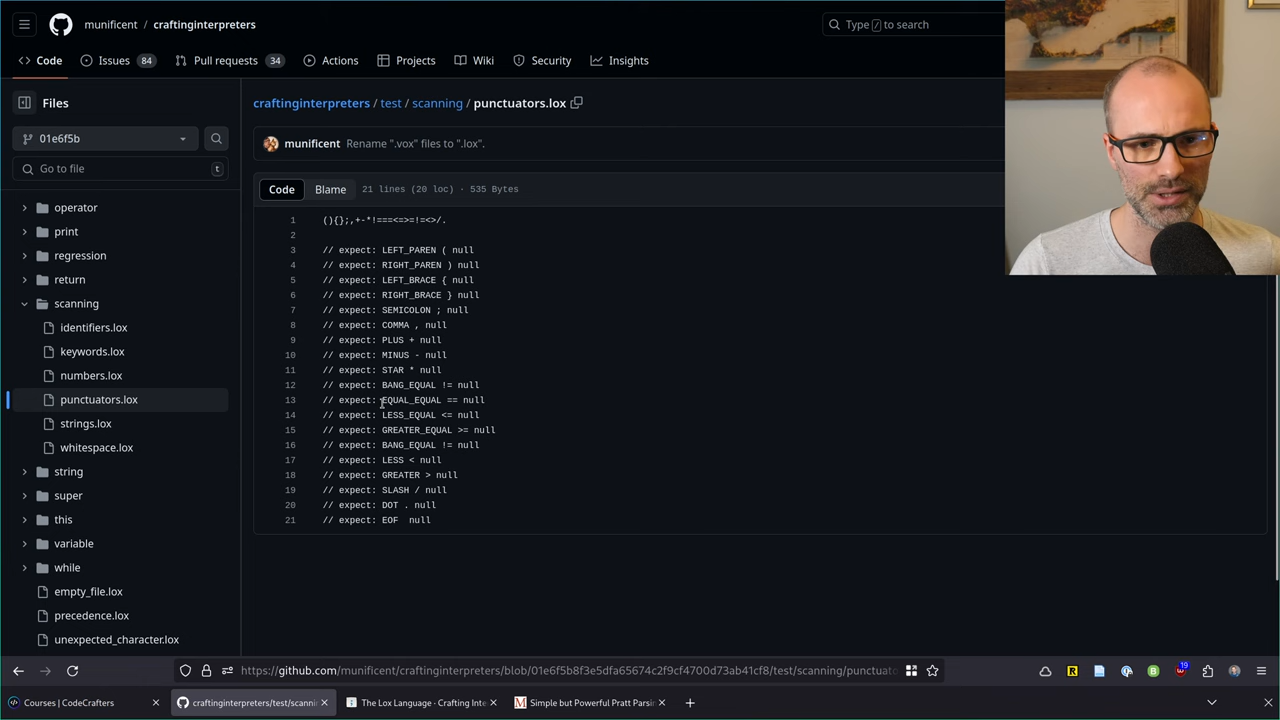 munificent / craftinginterpreters
Type / to search
Code
Issues 84
Pull requests 34
Actions
Projects
Wiki
Security
Insights
Files
craftinginterpreters / test / scanning / punctuators.lox
01e6f5b
munificent Rename ".vox" files to ".lox".
Go to file t
Code Blame 21 lines (20 loc) · 535 Bytes
operator
print
regression
return
scanning
identifiers.lox
keywords.lox
numbers.lox
punctuators.lox
strings.lox
whitespace.lox
string
super
this
variable
while
empty_file.lox
precedence.lox
unexpected_character.lox
1 (){};,+-*!===<=>=!=<>/.
2
3 // expect: LEFT_PAREN ( null
4 // expect: RIGHT_PAREN ) null
5 // expect: LEFT_BRACE { null
6 // expect: RIGHT_BRACE } null
7 // expect: SEMICOLON ; null
8 // expect: COMMA , null
9 // expect: PLUS + null
10 // expect: MINUS - null
11 // expect: STAR * null
12 // expect: BANG_EQUAL != null
13 // expect: EQUAL_EQUAL == null
14 // expect: LESS_EQUAL <= null
15 // expect: GREATER_EQUAL >= null
16 // expect: BANG_EQUAL != null
17 // expect: LESS < null
18 // expect: GREATER > null
19 // expect: SLASH / null
20 // expect: DOT . null
21 // expect: EOF  null
https://github.com/munificent/craftinginterpreters/blob/01e6f5b8f3e5dfa65674c2f9cf4700d73ab41cf8/test/scanning/punctuato
19
Courses | CodeCrafters
craftinginterpreters/test/scannin
The Lox Language · Crafting Inte
Simple but Powerful Pratt Parsin